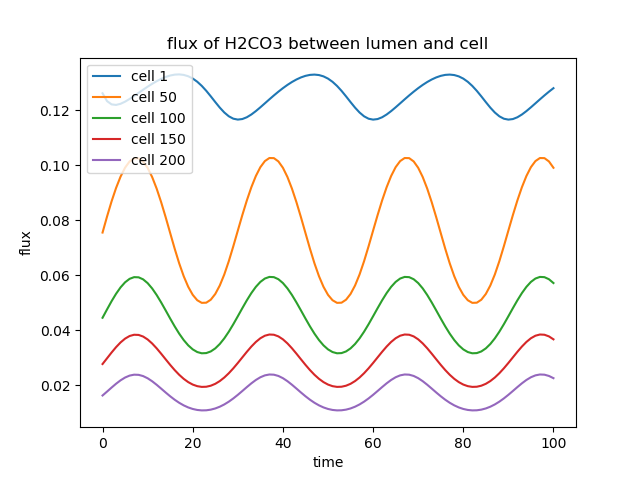 flux of H2CO3 between lumen and cell
cell 1
cell 50
cell 100
cell 150
cell 200
0.12
0.10
0.08
0.06
0.04
0.02
flux
0 20 40 60 80 100
time